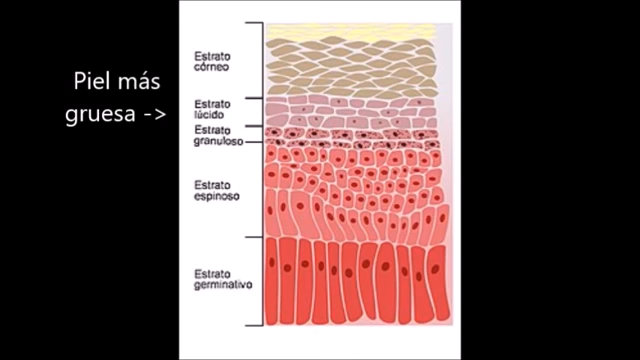 Piel más
gruesa ->
Estrato
córneo
Estrato
lúcido
Estrato
granuloso
Estrato
espinoso
Estrato
germinativo